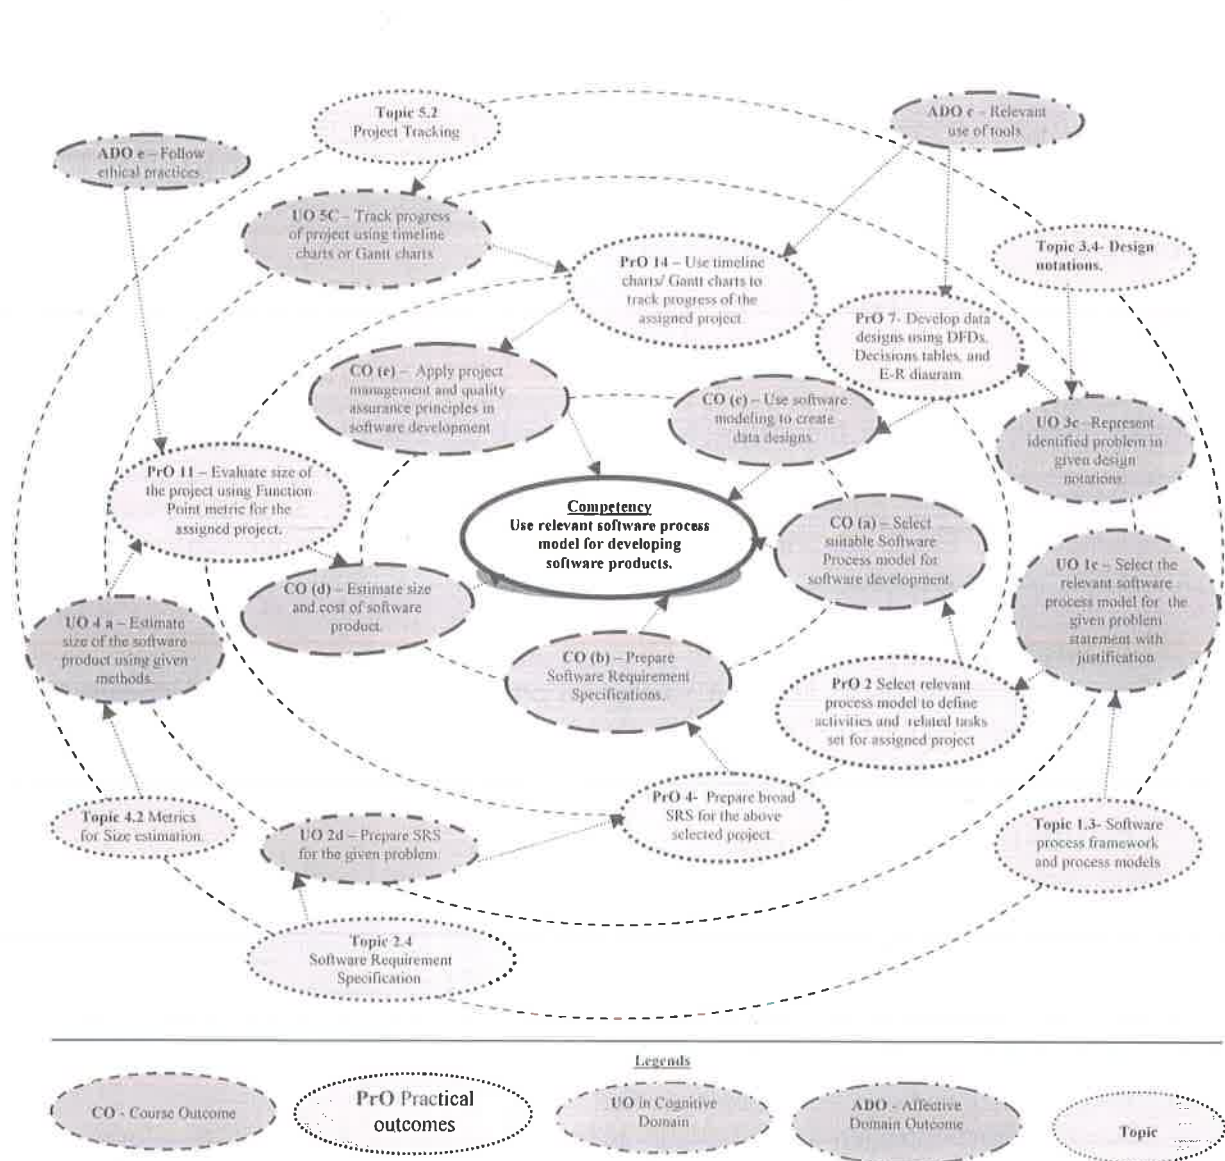 Topic 5.2
Project Tracking
ADO c – Relevant
use of tools.
ADO e – Follow
ethical practices.
UO 5C – Track progress
of project using timeline
charts or Gantt charts
Topic 3.4- Design
notations.
PrO 14 – Use timeline
charts/ Gantt charts to
track progress of the
assigned project.
PrO 7- Develop data
designs using DFDs,
Decisions tables, and
E-R diagram
CO (e) – Apply project
management and quality
assurance principles in
software development
CO (c) – Use software
modeling to create
data designs.
UO 3c –Represent
identified problem in
given design
notations.
PrO 11 – Evaluate size of
the project using Function
Point metric for the
assigned project.
Competency
Use relevant software process
model for developing
software products.
CO (a) – Select
suitable Software
Process model for
software development.
UO 1c – Select the
relevant software
process model for the
given problem
statement with
justification
CO (d) – Estimate size
and cost of software
product.
UO 4 a – Estimate
size of the software
product using given
methods.
CO (b) – Prepare
Software Requirement
Specifications.
PrO 2 Select relevant
process model to define
activities and related tasks
set for assigned project
PrO 4- Prepare broad
SRS for the above
selected project.
Topic 4.2 Metrics
for Size estimation.
UO 2d – Prepare SRS
for the given problem.
Topic 1.3- Software
process framework
and process models
Topic 2.4
Software Requirement
Specification
Legends
CO - Course Outcome
PrO Practical
outcomes
UO in Cognitive
Domain
ADO - Affective
Domain Outcome
Topic